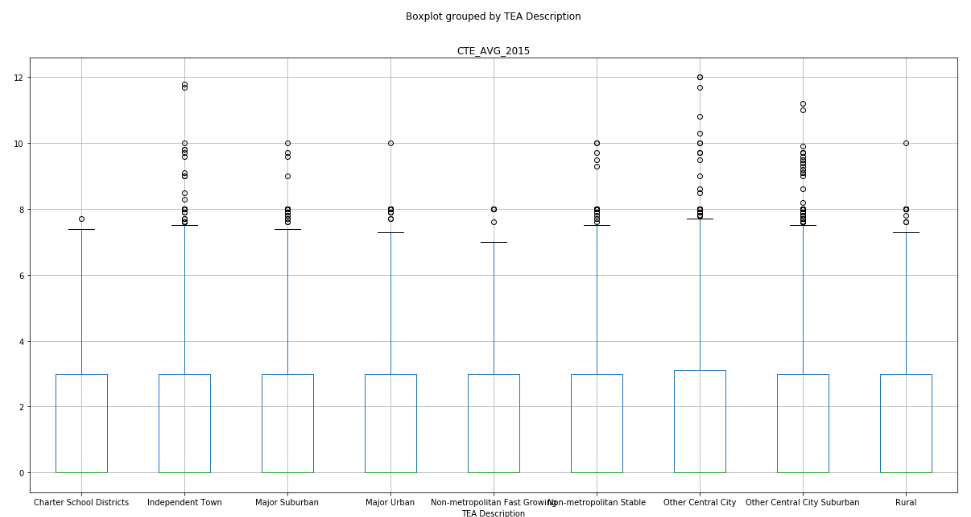 Boxplot grouped by TEA Description
CTE_AVG_2015
12
10
8
6
4
2
0
Charter School Districts Independent Town Major Suburban Major Urban Non-metropolitan Fast Growing Non-metropolitan Stable Other Central City Other Central City Suburban Rural
TEA Description